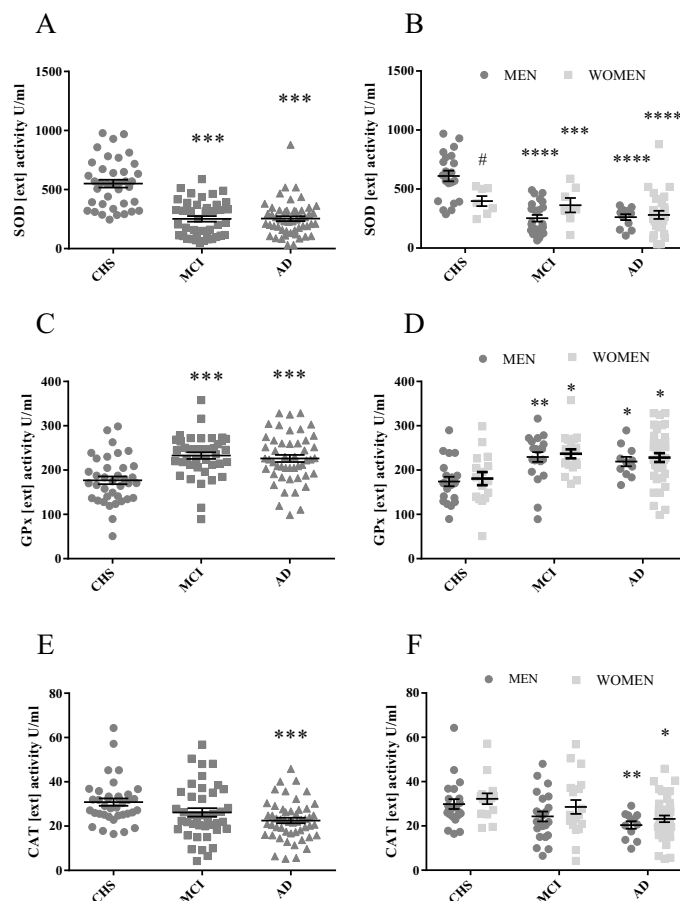 A
SOD [ext] activity U/ml
1500
1000
500
0
***
***
CHS
MCI
AD
B
SOD [ext] activity U/ml
MEN
WOMEN
1500
1000
500
0
#
****
***
****
****
CHS
MCI
AD
C
GPx [ext] activity U/ml
400
300
200
100
0
***
***
CHS
MCI
AD
D
GPx [ext] activity U/ml
MEN
WOMEN
400
300
200
100
0
**
*
*
*
CHS
MCI
AD
E
CAT [ext] activity U/ml
80
60
40
20
0
***
CHS
MCI
AD
F
CAT [ext] activity U/ml
MEN
WOMEN
80
60
40
20
0
**
*
CHS
MCI
AD